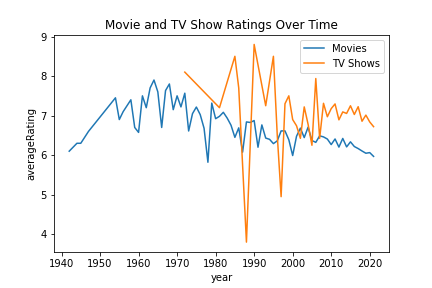 Movie and TV Show Ratings Over Time
9
8
7
6
5
4
averageRating
Movies
TV Shows
1940 1950 1960 1970 1980 1990 2000 2010 2020
year